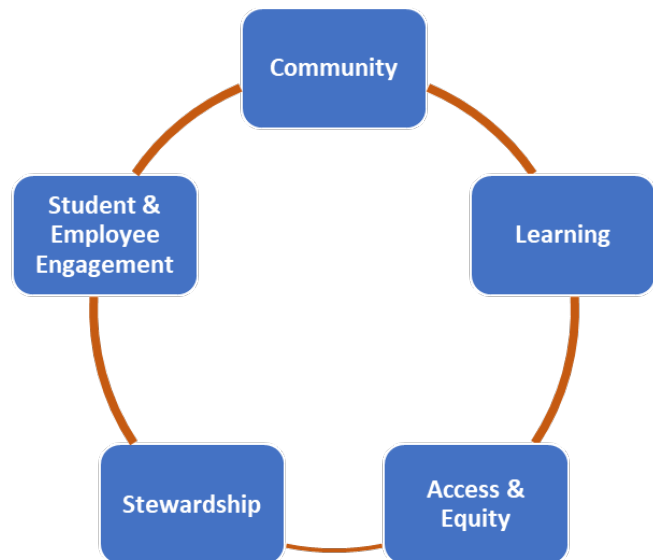 Community
Student &
Employee
Engagement
Learning
Stewardship
Access &
Equity